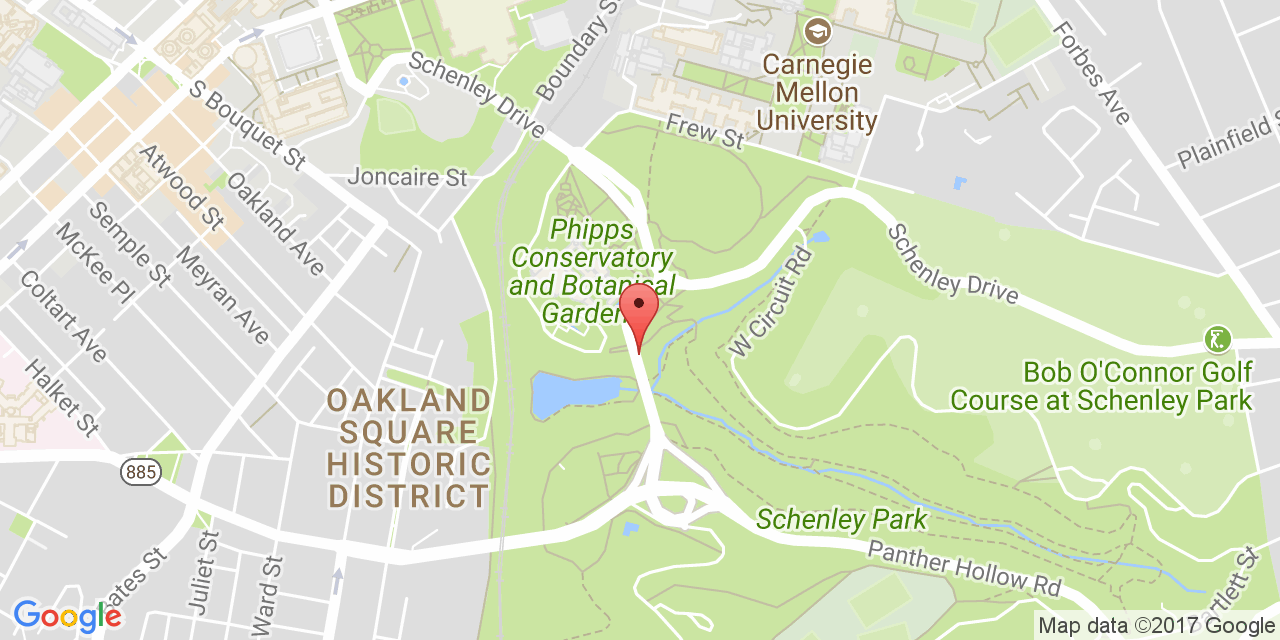 Schenley Drive
Boundary S
Carnegie
Mellon
University
Forbes Ave
S Bouquet St
Frew St
Plainfield
Atwood St
Joncaire St
Oakland Ave
Semple St
McKee Pl
Meyran Ave
Phipps
Conservatory
and Botanical
Garden
Schenley Drive
W Circuit Rd
Coltart Ave
Halket St
OAKLAND
SQUARE
HISTORIC
DISTRICT
Bob O'Connor Golf
Course at Schenley Park
885
Schenley Park
Panther Hollow Rd
ates St
Juliet St
Ward St
artlett St
Google
Map data ©2017 Google